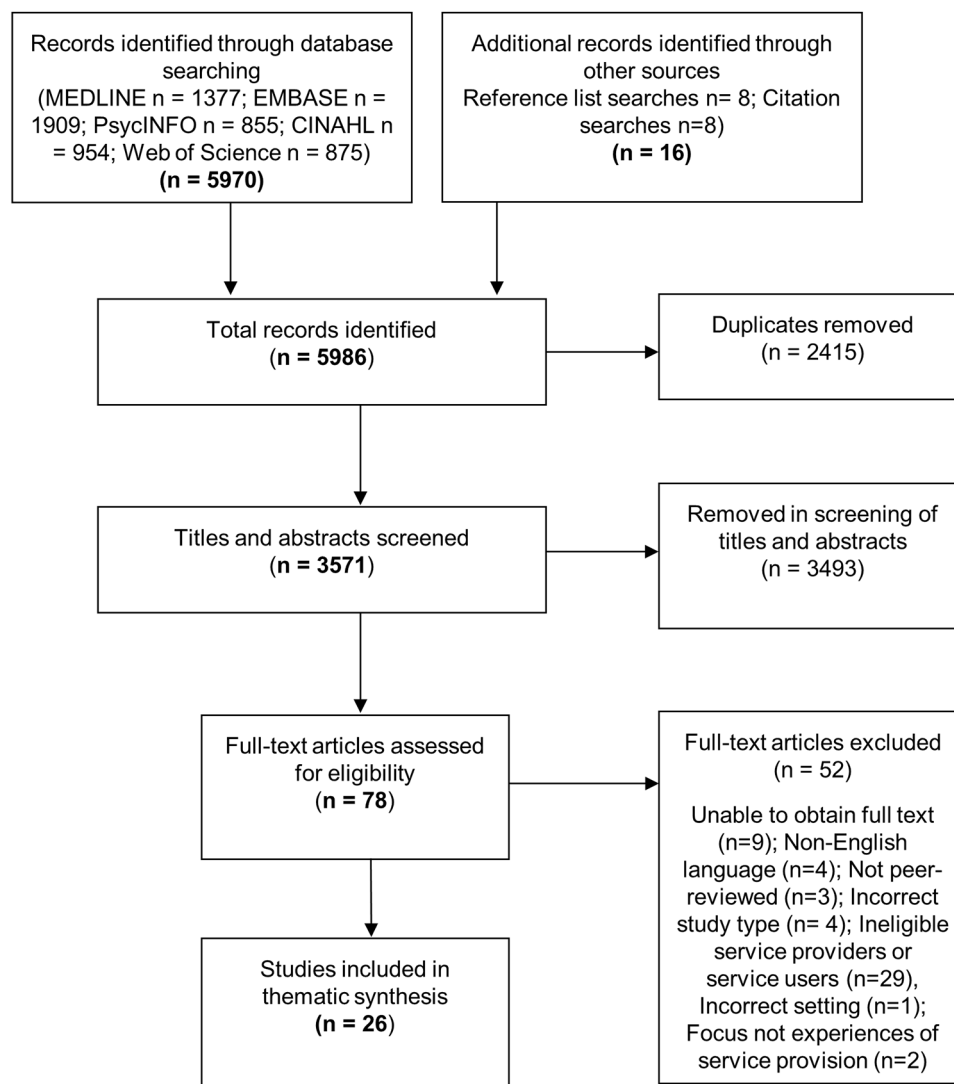 Records identified through database
searching
(MEDLINE n = 1377; EMBASE n =
1909; PsycINFO n = 855; CINAHL n
= 954; Web of Science n = 875)
(n = 5970)
Additional records identified through
other sources
Reference list searches n= 8; Citation
searches n=8)
(n = 16)
Total records identified
(n = 5986)
Duplicates removed
(n = 2415)
Titles and abstracts screened
(n = 3571)
Removed in screening of
titles and abstracts
(n = 3493)
Full-text articles assessed
for eligibility
(n = 78)
Full-text articles excluded
(n = 52)
Unable to obtain full text
(n=9); Non-English
language (n=4); Not peer-
reviewed (n=3); Incorrect
study type (n= 4); Ineligible
service providers or
service users (n=29),
Incorrect setting (n=1);
Focus not experiences of
service provision (n=2)
Studies included in
thematic synthesis
(n = 26)